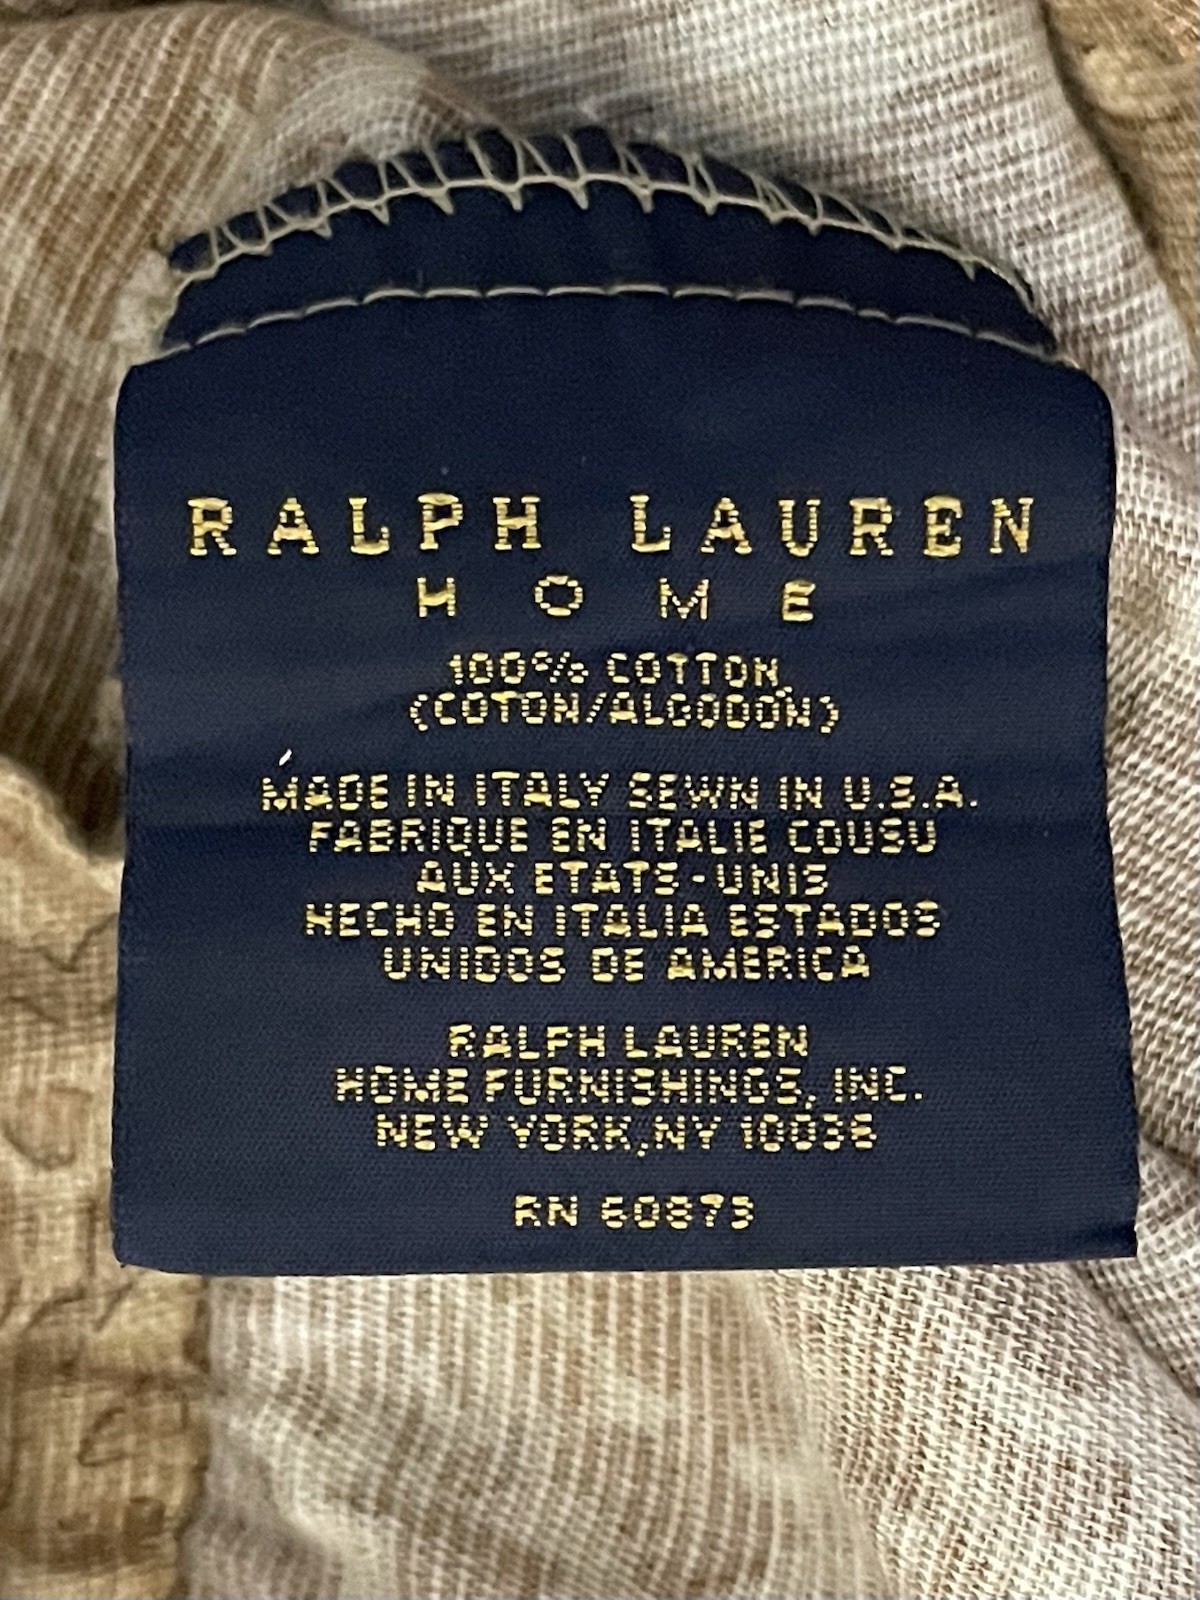 RALPH LAUREN
HOME
100% COTTON
(COTON/ALGODÓN)
MADE IN ITALY SEWN IN U.S.A.
FABRIQUE EN ITALIE COUSU
AUX ETATS-UNIS
HECHO EN ITALIA ESTADOS
UNIDOS DE AMERICA
RALPH LAUREN
HOME FURNISHINGS, INC.
NEW YORK,NY 10036
RN 60873